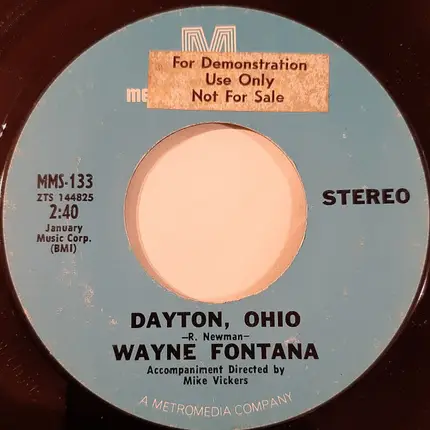 M
For Demonstration
Use Only
Not For Sale
MMS-133
ZTS 144825
2:40
January
Music Corp.
(BMI)
STEREO
DAYTON, OHIO
-R. Newman-
WAYNE FONTANA
Accompaniment Directed by
Mike Vickers
A METROMEDIA COMPANY